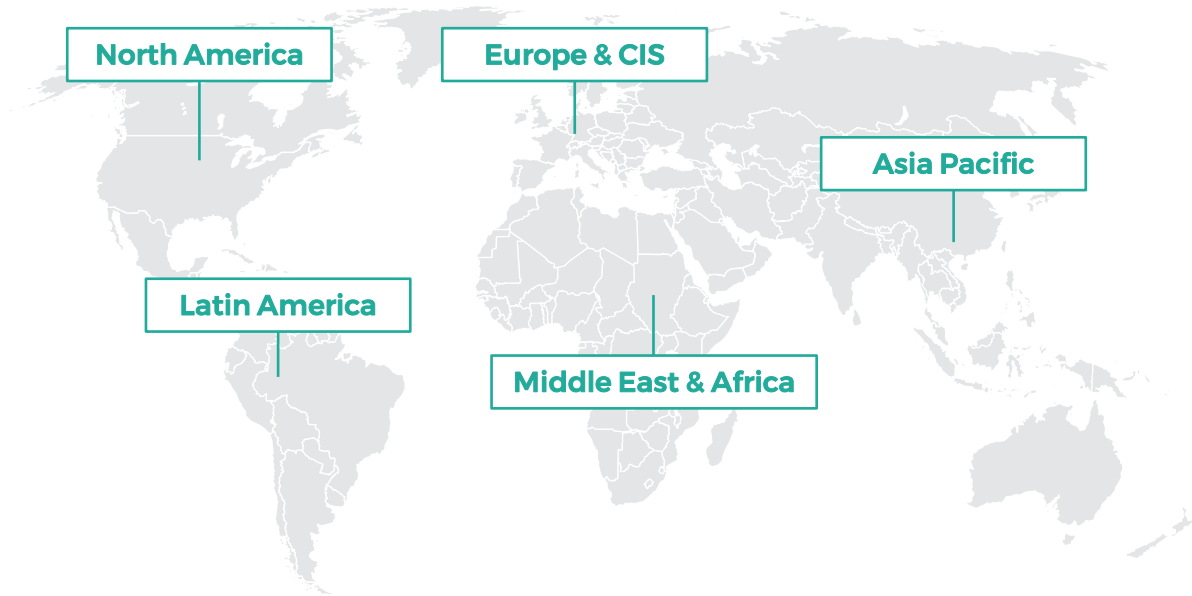 North America
Europe & CIS
Asia Pacific
Latin America
Middle East & Africa